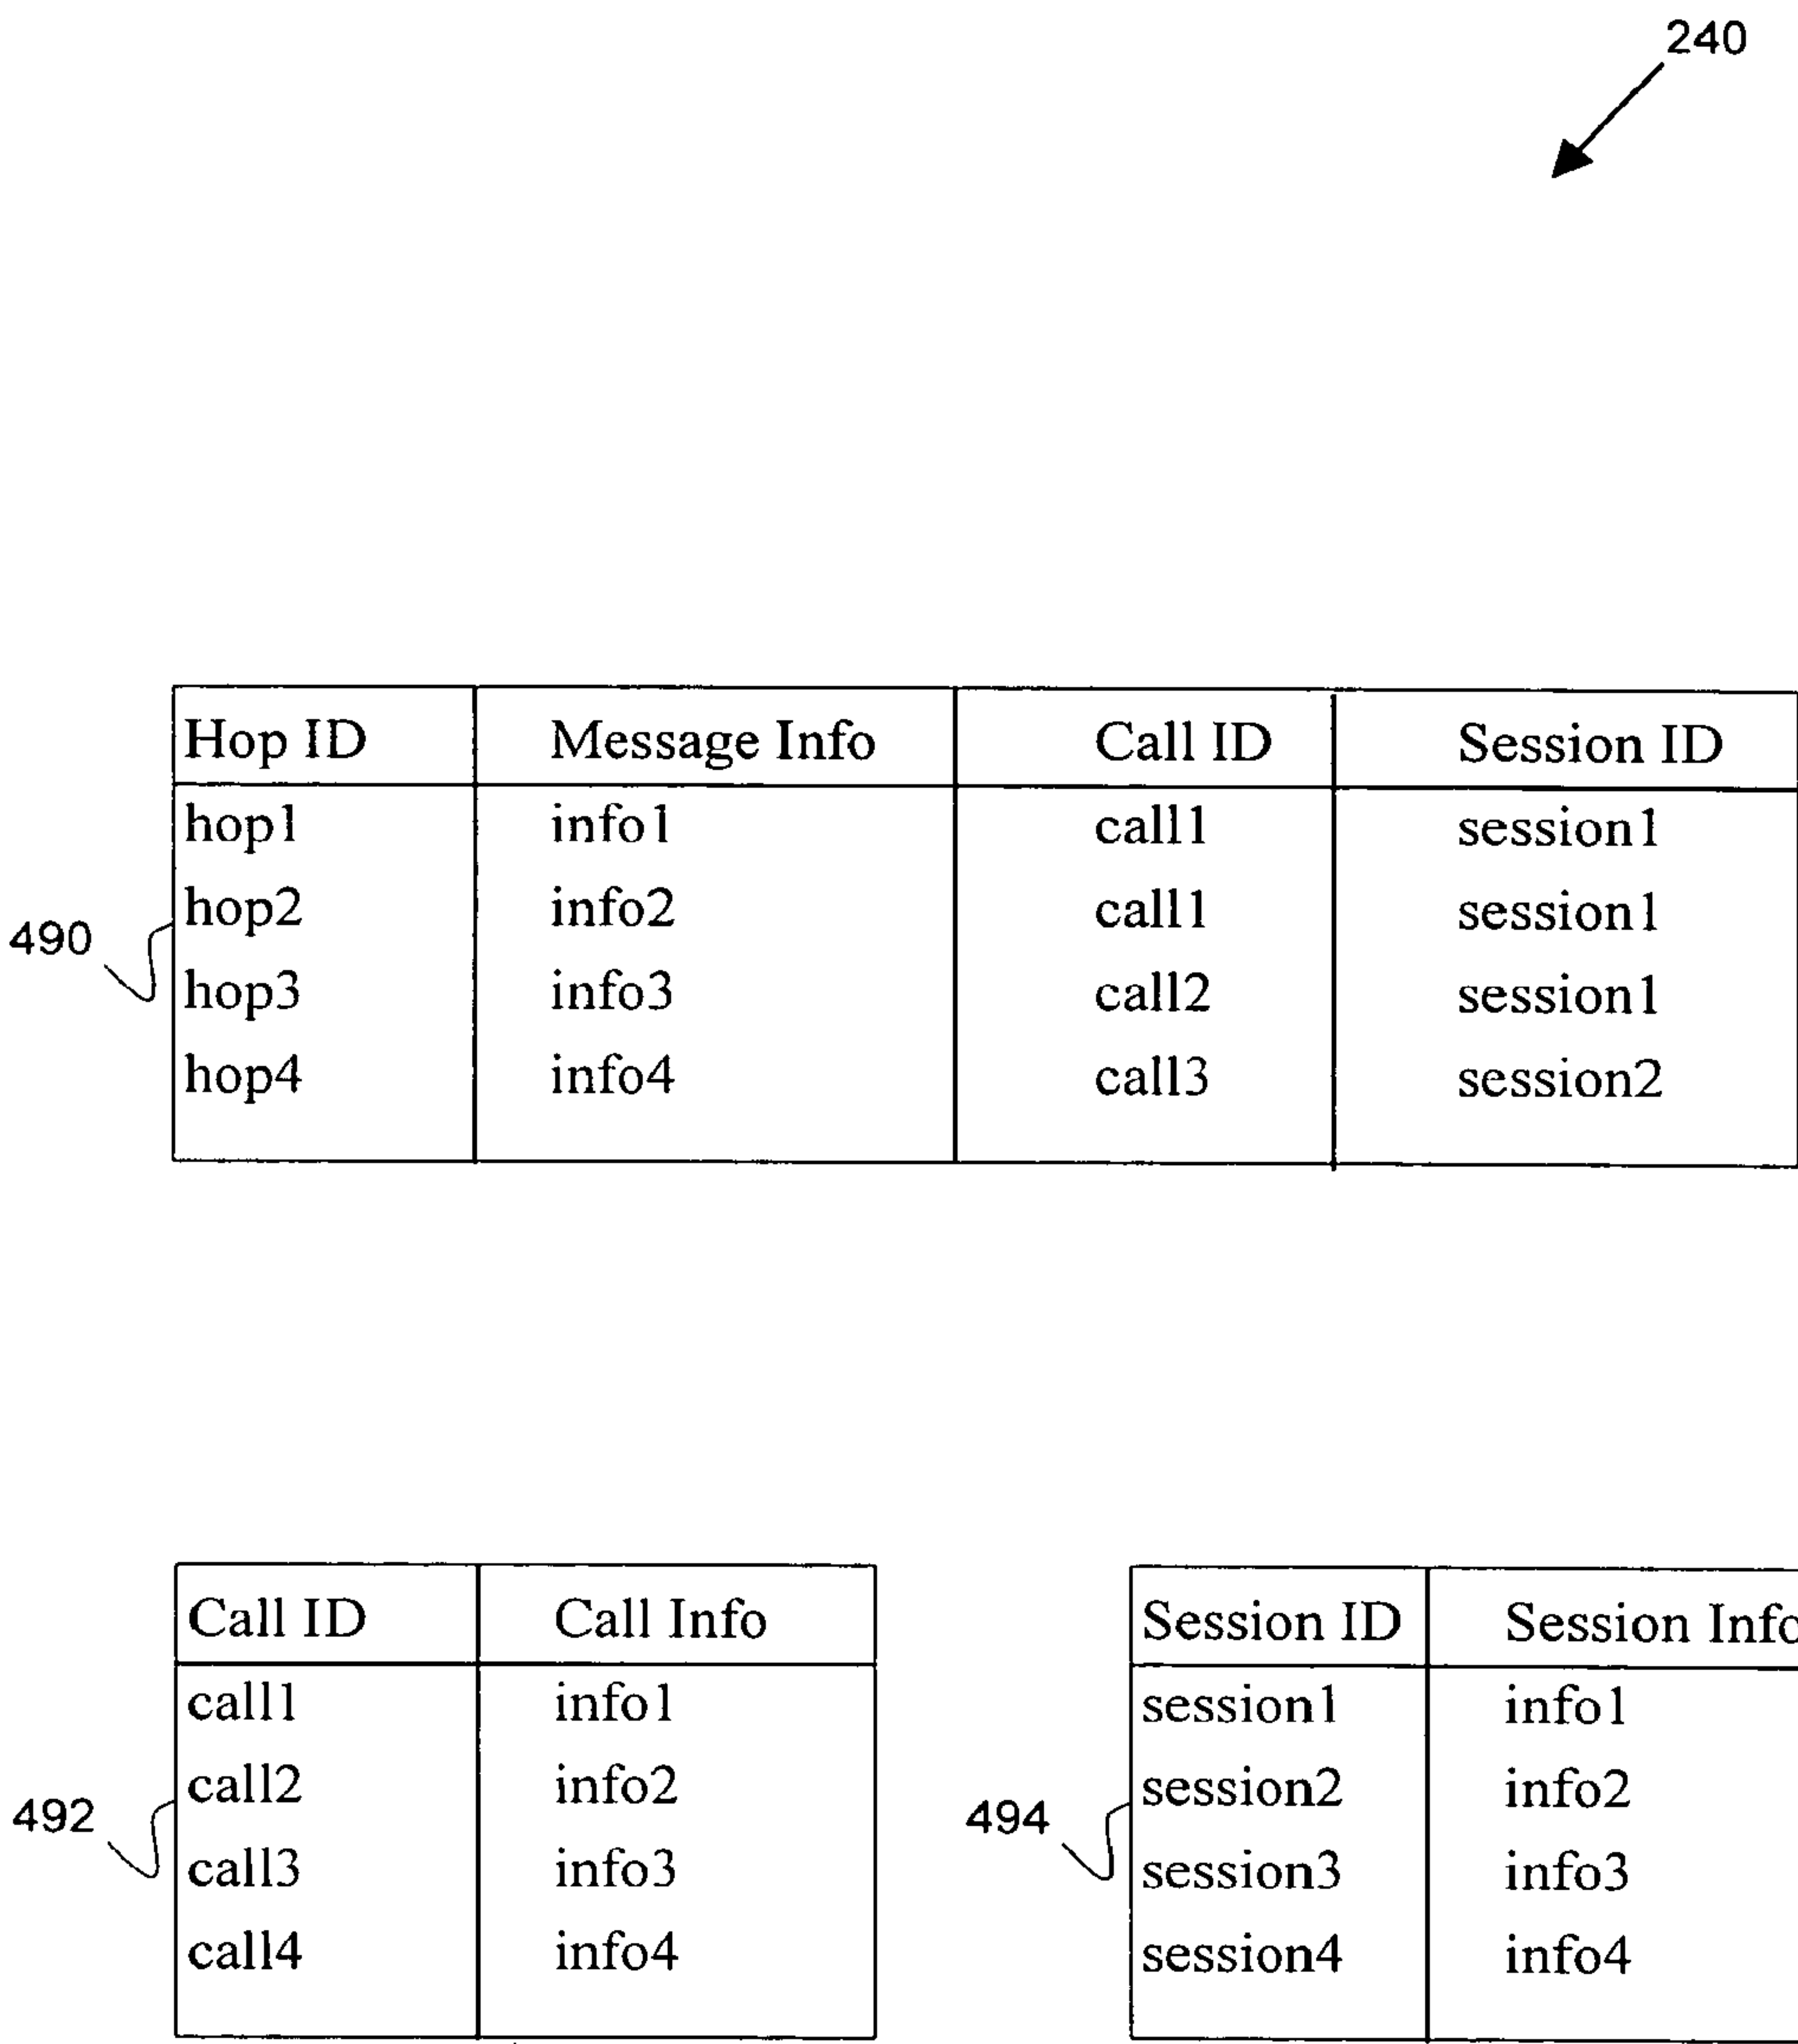 240
Hop ID Message Info Call ID Session ID
hop1 info1 call1 session1
hop2 info2 call1 session1
490
hop3 info3 call2 session1
hop4 info4 call3 session2
Call ID Call Info
call1 info1
call2 info2
492
call3 info3
call4 info4
Session ID Session Info
session1 info1
session2 info2
494
session3 info3
session4 info4